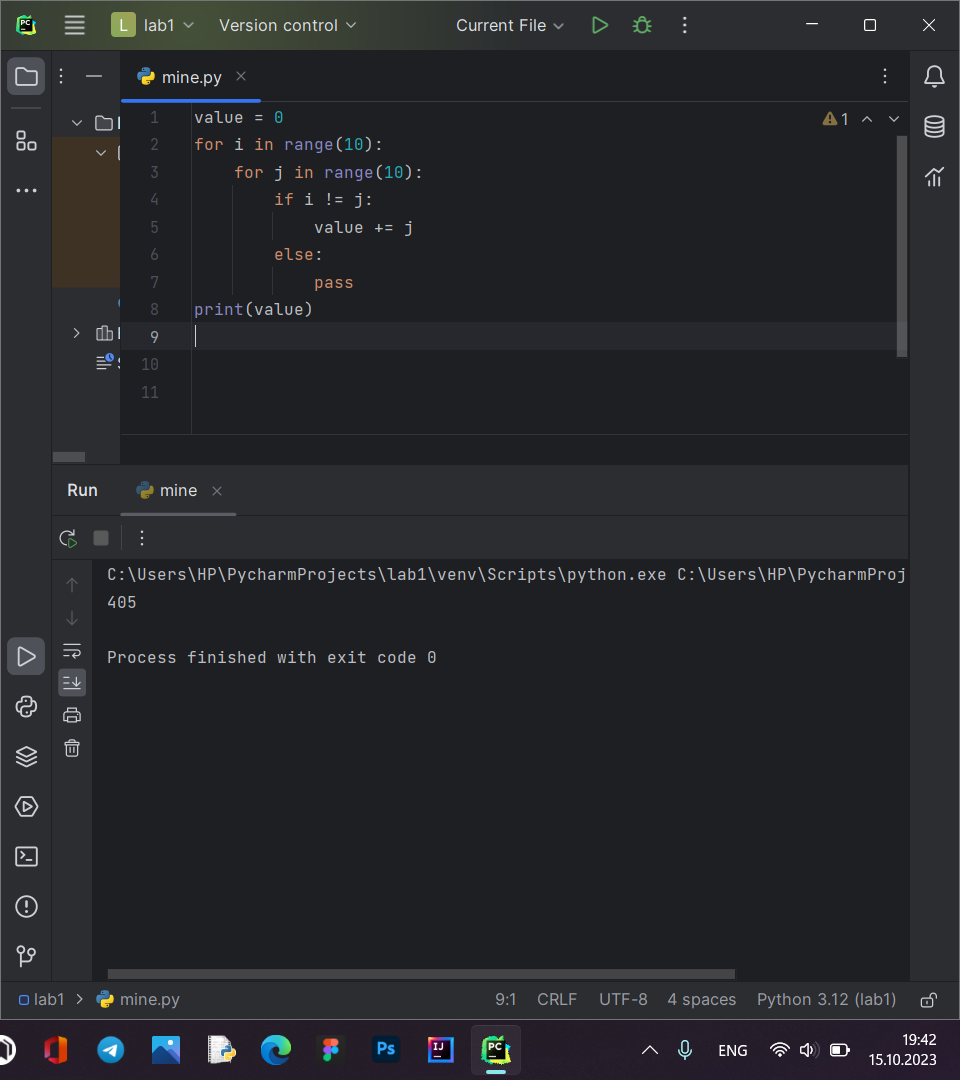 PC L lab1 Version control Current File
mine.py
1 value = 0
2 for i in range(10):
3     for j in range(10):
4         if i != j:
5             value += j
6         else:
7             pass
8 print(value)
9
10
11
1
Run mine
C:\Users\HP\PycharmProjects\lab1\venv\Scripts\python.exe C:\Users\HP\PycharmProj
405
Process finished with exit code 0
lab1 > mine.py 9:1 CRLF UTF-8 4 spaces Python 3.12 (lab1)
Ps IJ PC ENG 19:42
15.10.2023